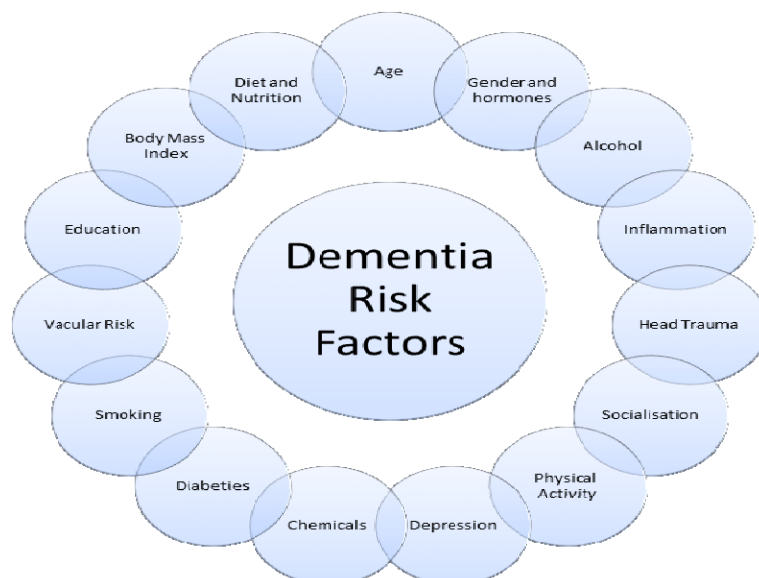 Dementia
Risk
Factors
Age
Gender and
hormones
Alcohol
Inflammation
Head Trauma
Socialisation
Physical
Activity
Depression
Chemicals
Diabeties
Smoking
Vacular Risk
Education
Body Mass
Index
Diet and
Nutrition